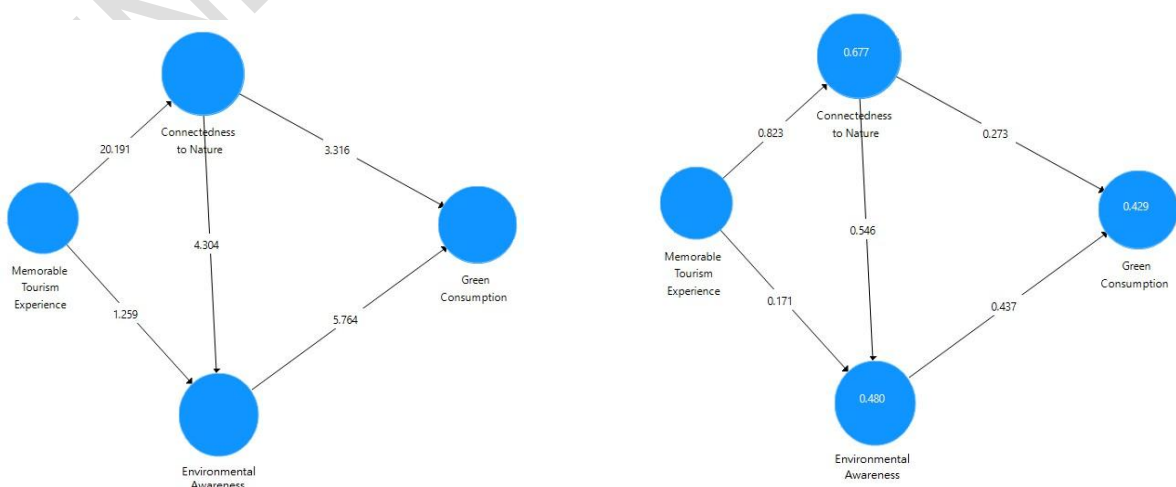 Connectedness
to Nature
20.191
3.316
4.304
Memorable
Tourism
Experience
Green
Consumption
1.259
5.764
Environmental
Awareness
0.677
Connectedness
to Nature
0.823
0.273
0.429
0.546
Memorable
Tourism
Experience
Green
Consumption
0.171
0.437
0.480
Environmental
Awareness